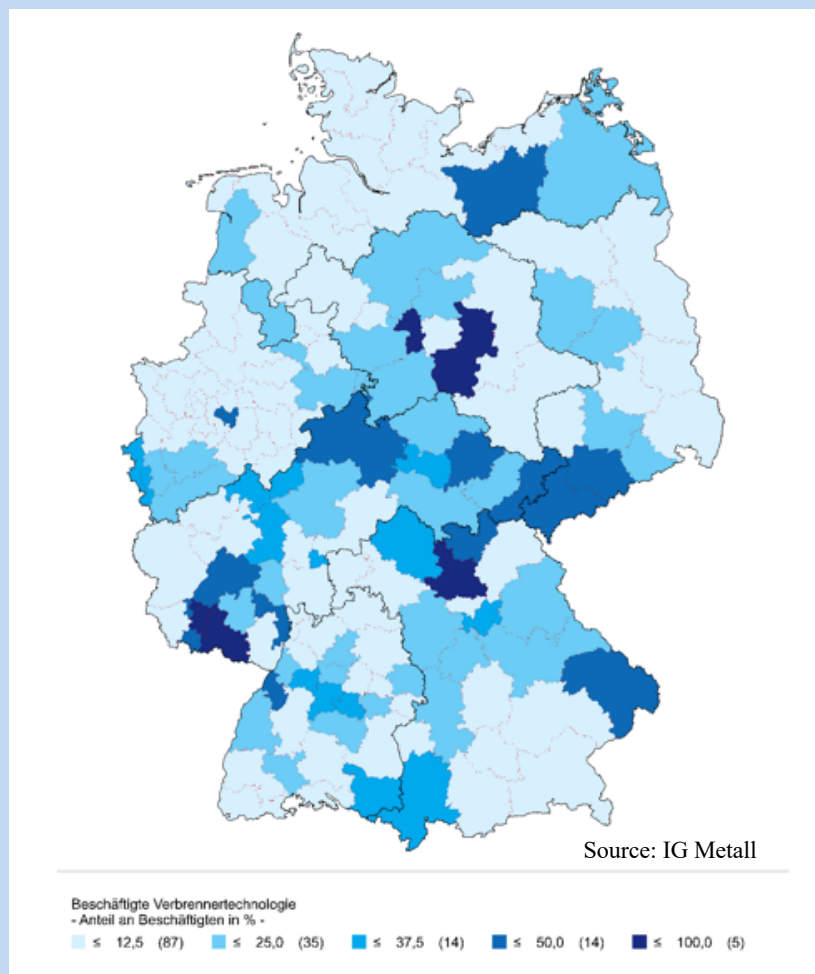 Source: IG Metall
Beschäftigte Verbrennertechnologie
- Anteil an Beschäftigten in % -
≤ 12,5 (87) ≤ 25,0 (35) ≤ 37,5 (14) ≤ 50,0 (14) ≤ 100,0 (5)